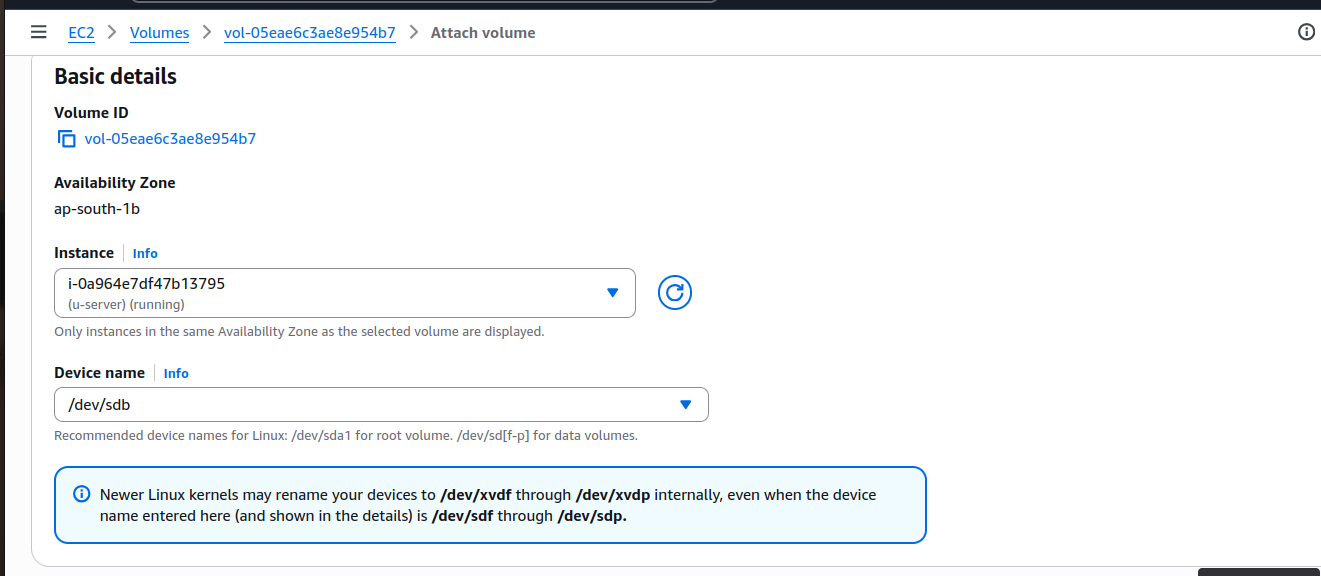 EC2 > Volumes > vol-05eae6c3ae8e954b7 > Attach volume
Basic details
Volume ID
vol-05eae6c3ae8e954b7
Availability Zone
ap-south-1b
Instance Info
i-0a964e7df47b13795
(u-server) (running)
Only instances in the same Availability Zone as the selected volume are displayed.
Device name Info
/dev/sdb
Recommended device names for Linux: /dev/sda1 for root volume. /dev/sd[f-p] for data volumes.
Newer Linux kernels may rename your devices to /dev/xvdf through /dev/xvdp internally, even when the device
name entered here (and shown in the details) is /dev/sdf through /dev/sdp.